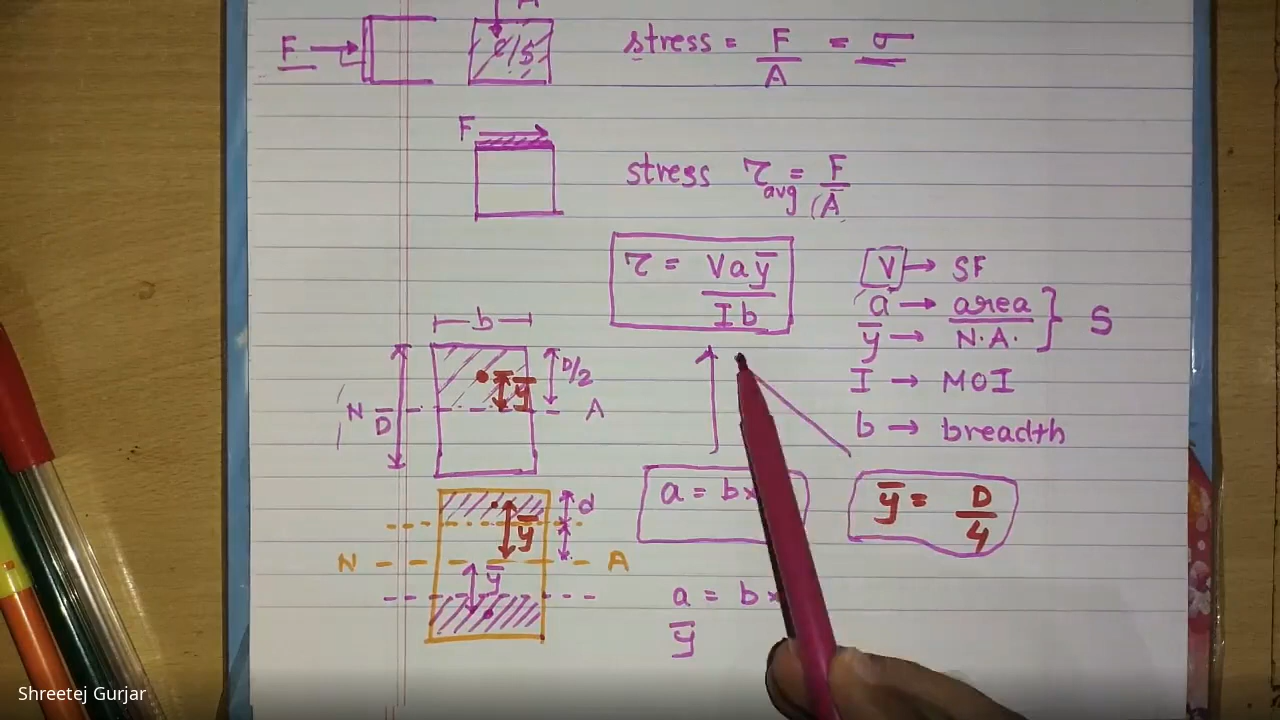 A
F → c/s stress = F/A = σ
F
stress τavg = F/A
τ = Vaȳ/Ib
V → SF
a → area
ȳ → N.A. } S
I → MOI
b → breadth
b
D/2
ȳ
N A
D
a = b×
ȳ = D/4
d
ȳ
N A
ȳ
a = b×
ȳ
Shreetej Gurjar